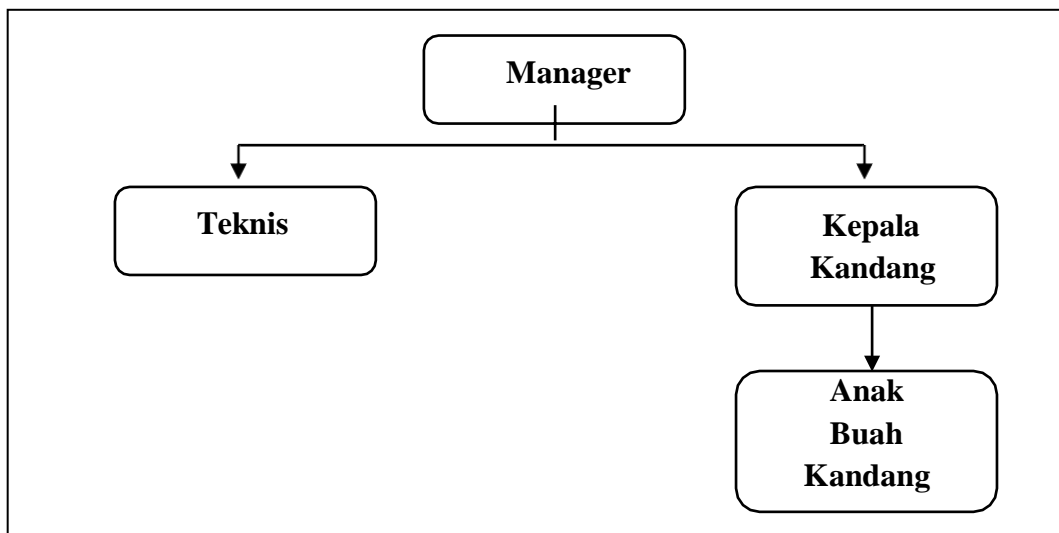 Manager
Teknis
Kepala
Kandang
Anak
Buah
Kandang